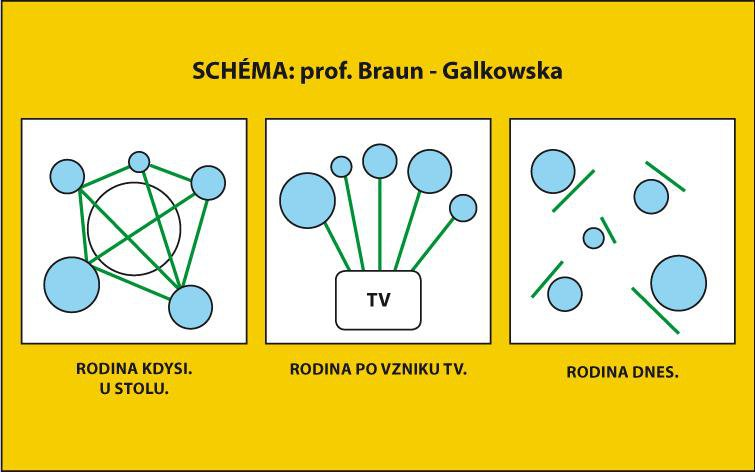 SCHÉMA: prof. Braun - Galkowska
TV
RODINA KDYSI.
U STOLU.
RODINA PO VZNIKU TV.
RODINA DNES.